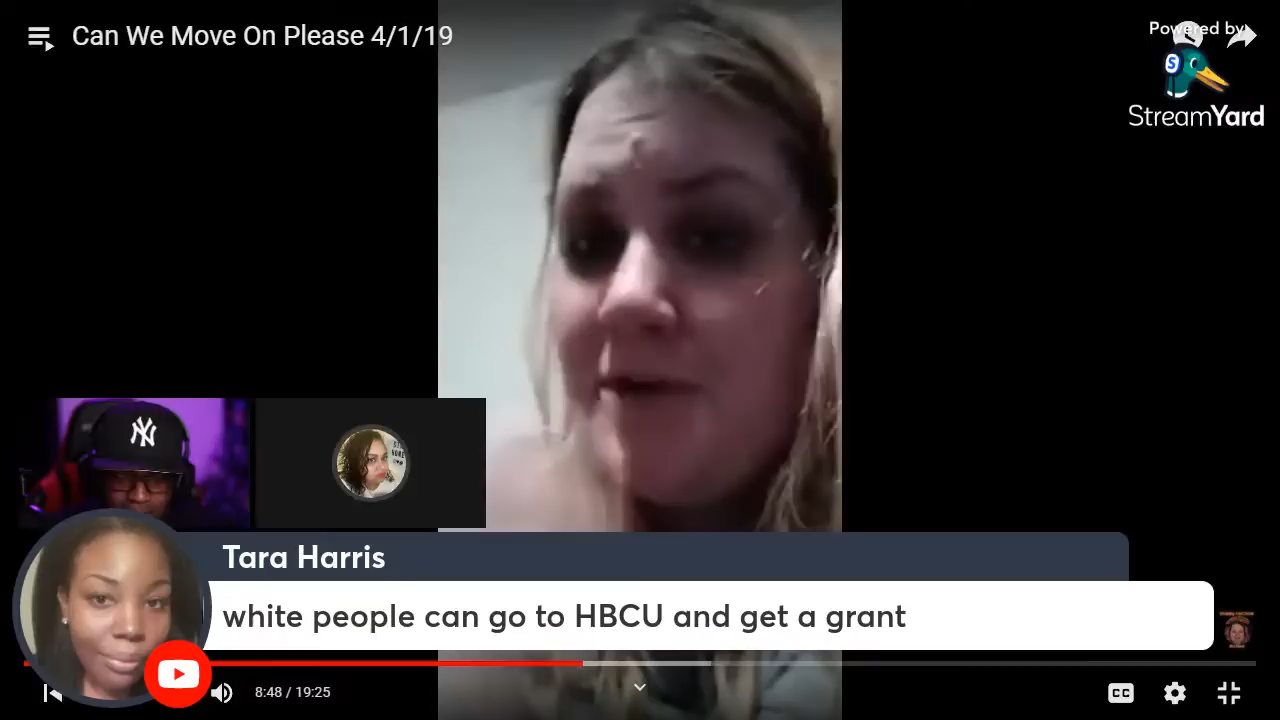 Can We Move On Please 4/1/19
Powered by
S
StreamYard
NY
Tara Harris
white people can go to HBCU and get a grant
8:48 / 19:25
CC